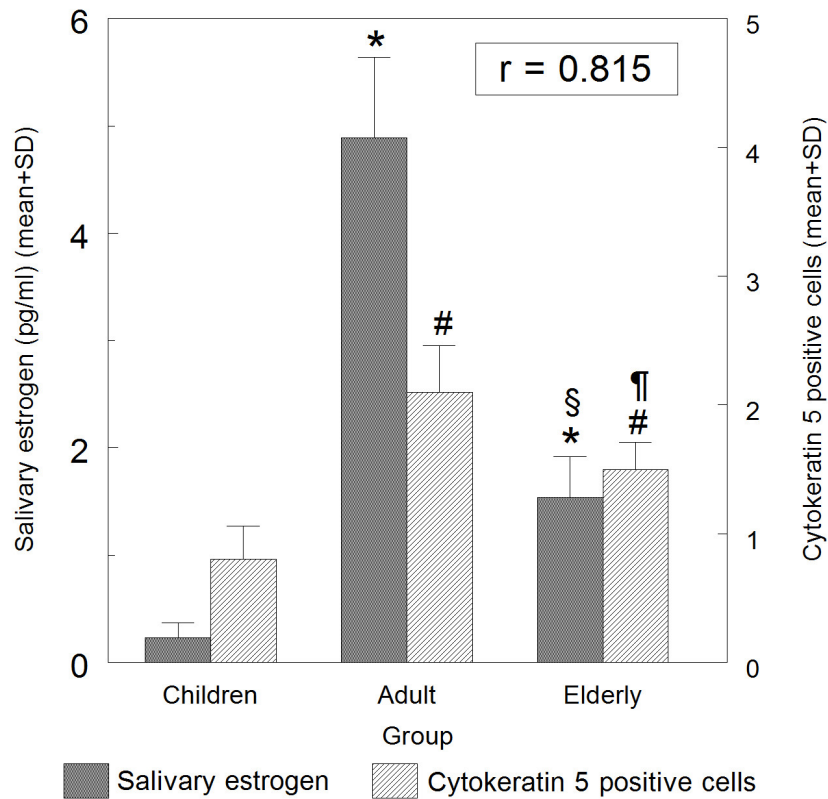 6
4
2
0
Salivary estrogen (pg/ml) (mean+SD)
r = 0.815
*
#
§
*
¶
#
5
4
3
2
1
0
Cytokeratin 5 positive cells (mean+SD)
Children
Adult
Elderly
Group
Salivary estrogen
Cytokeratin 5 positive cells